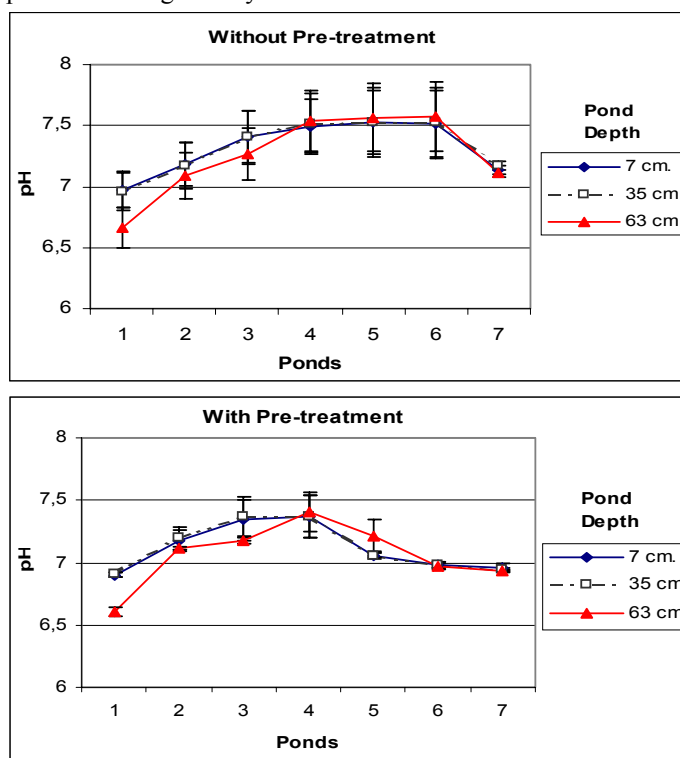 Without Pre-treatment
8
7,5
7
6,5
6
pH
1 2 3 4 5 6 7
Ponds
Pond
Depth
7 cm.
35 cm
63 cm
With Pre-treatment
8
7,5
7
6,5
6
pH
1 2 3 4 5 6 7
Ponds
Pond
Depth
7 cm.
35 cm
63 cm